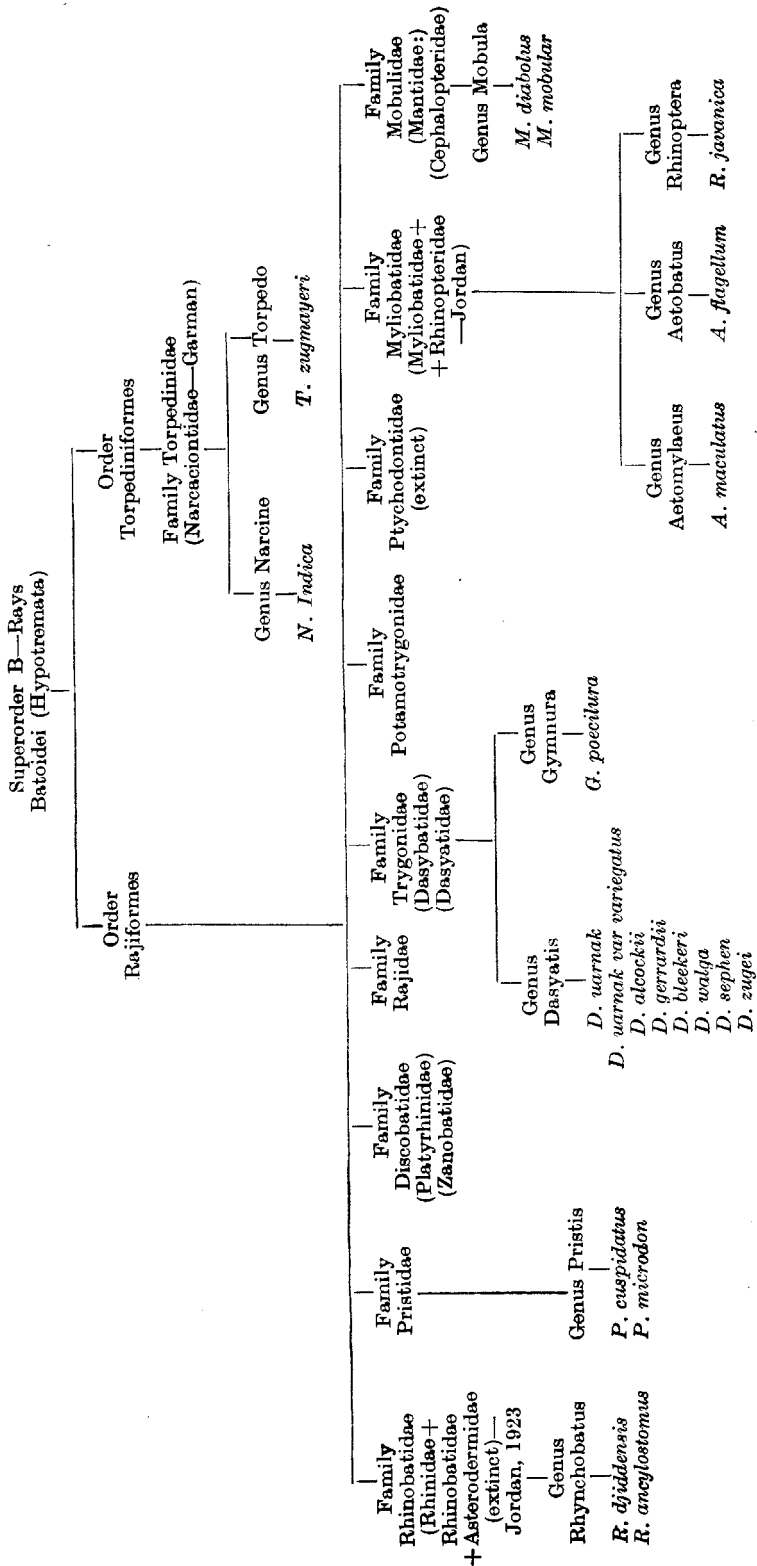 Superorder B—Rays
Batoidei (Hypotremata)
Order
Rajiformes
Order
Torpediniformes
Family Torpedinidae
(Narcaciontidae—Garman)
Genus Narcine
N. Indica
Genus Torpedo
T. zugmayeri
Family
Rhinobatidae
(Rhinidae+
Rhinobatidae
+Asterodermidae
(extinct)—
Jordan, 1923
Genus
Rhynchobatus
R. djiddensis
R. ancylostomus
Family
Pristidae
Genus Pristis
P. cuspidatus
P. microdon
Family
Discobatidae
(Platyrhinidae)
(Zanobatidae)
Family
Rajidae
Family
Trygonidae
(Dasybatidae)
(Dasyatidae)
Genus
Dasyatis
D. uarnak
D. uarnak var variegatus
D. alcockii
D. gerrardii
D. bleekeri
D. walga
D. sephen
D. zugei
Genus
Gymnura
G. poecilura
Family
Potamotrygonidae
Family
Ptychodontidae
(extinct)
Family
Myliobatidae
(Myliobatidae+
+Rhinopteridae
—Jordan)
Genus
Aetomylaeus
A. maculatus
Genus
Aetobatus
A. flagellum
Genus
Rhinoptera
R. javanica
Family
Mobulidae
(Mantidae:)
(Cephalopteridae)
Genus Mobula
M. diabolus
M. mobular